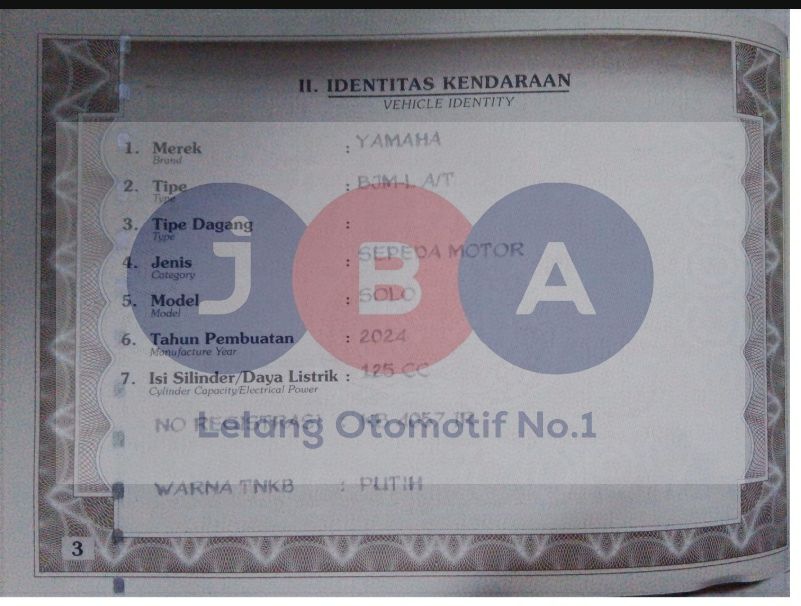 II. IDENTITAS KENDARAAN
VEHICLE IDENTITY
1. Merek : YAMAHA
Brand
2. Tipe : BJM-L A/T
Type
3. Tipe Dagang :
Type
4. Jenis : SEPEDA MOTOR
Category
5. Model : SOLO
Model
6. Tahun Pembuatan : 2024
Manufacture Year
7. Isi Silinder/Daya Listrik : 125 CC
Cylinder Capacity/Electrical Power
NO REGISTRASI : KB 4057
WARNA TNKB : PUTIH
3
JBA
Lelang Otomotif No.1